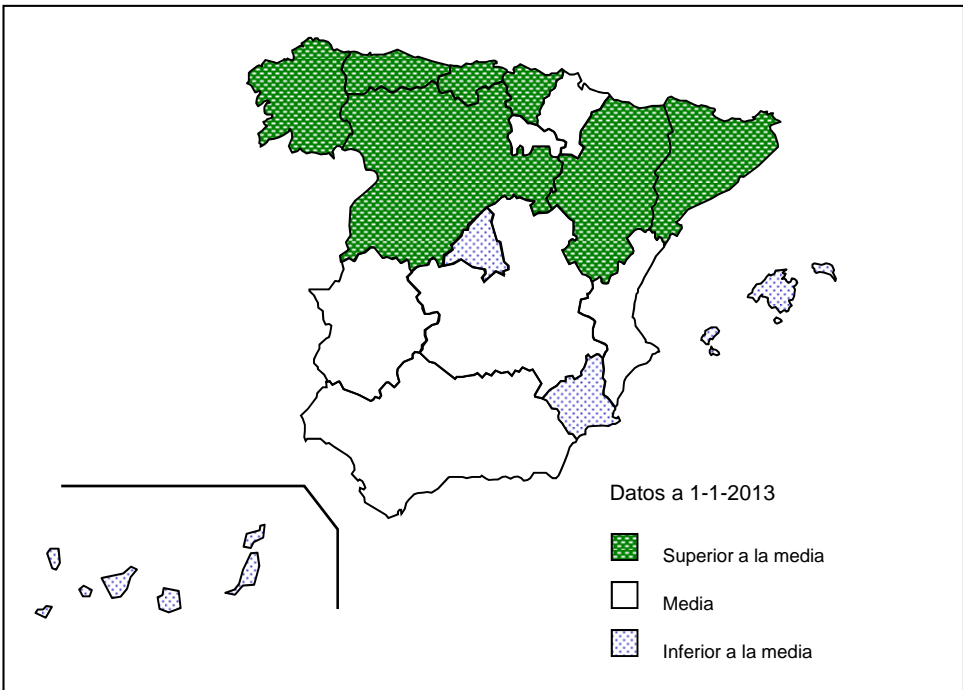 Datos a 1-1-2013
Superior a la media
Media
Inferior a la media